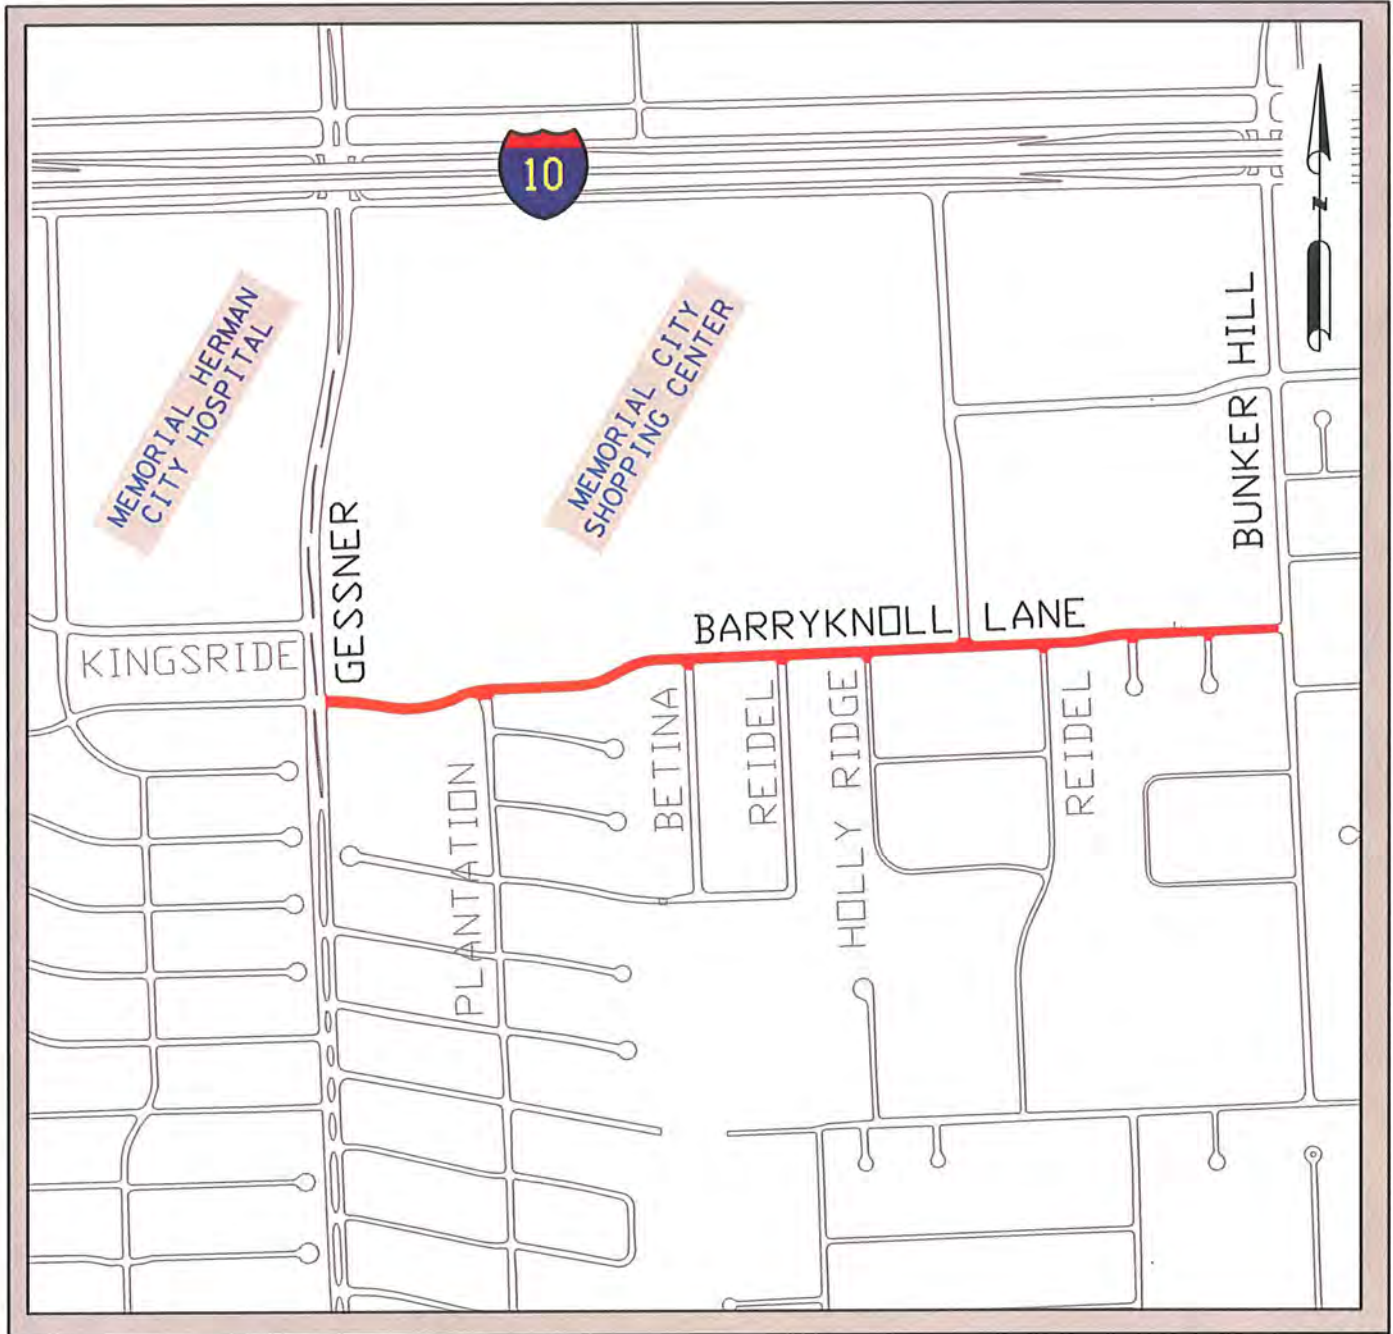 10
N
MEMORIAL HERMAN
CITY HOSPITAL
MEMORIAL CITY
SHOPPING CENTER
BUNKER HILL
GESSNER
BARRYKNOLL LANE
KINGSRIDE
PLANTATION
BETINA
REIDEL
HOLLY RIDGE
REIDEL